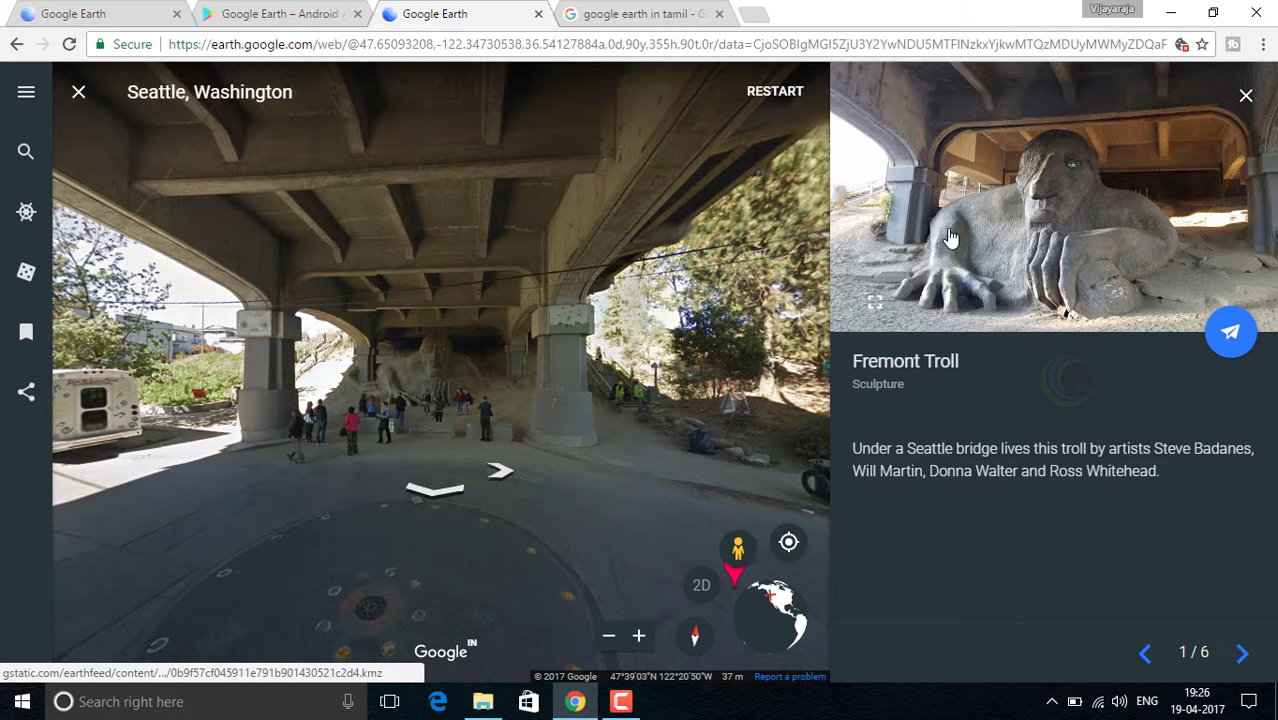 Google Earth
Google Earth – Android A
Google Earth
google earth in tamil - G
Vijayaraja
Secure
https://earth.google.com/web/@47.65093208,-122.34730538,36.54127884a,0d,90y,355h,90t,0r/data=CjoSOBIgMGI5ZjU3Y2YwNDU5MTFlNzkxYjkwMTQzMDUyMWMyZDQaF
Seattle, Washington
RESTART
Fremont Troll
Sculpture
Under a Seattle bridge lives this troll by artists Steve Badanes,
Will Martin, Donna Walter and Ross Whitehead.
2D
Google IN
1 / 6
gstatic.com/earthfeed/content/.../0b9f57cf045911e791b901430521c2d4.kmz
© 2017 Google
47°39'03"N 122°20'50"W
37 m
Report a problem
Search right here
ENG
19:26
19-04-2017